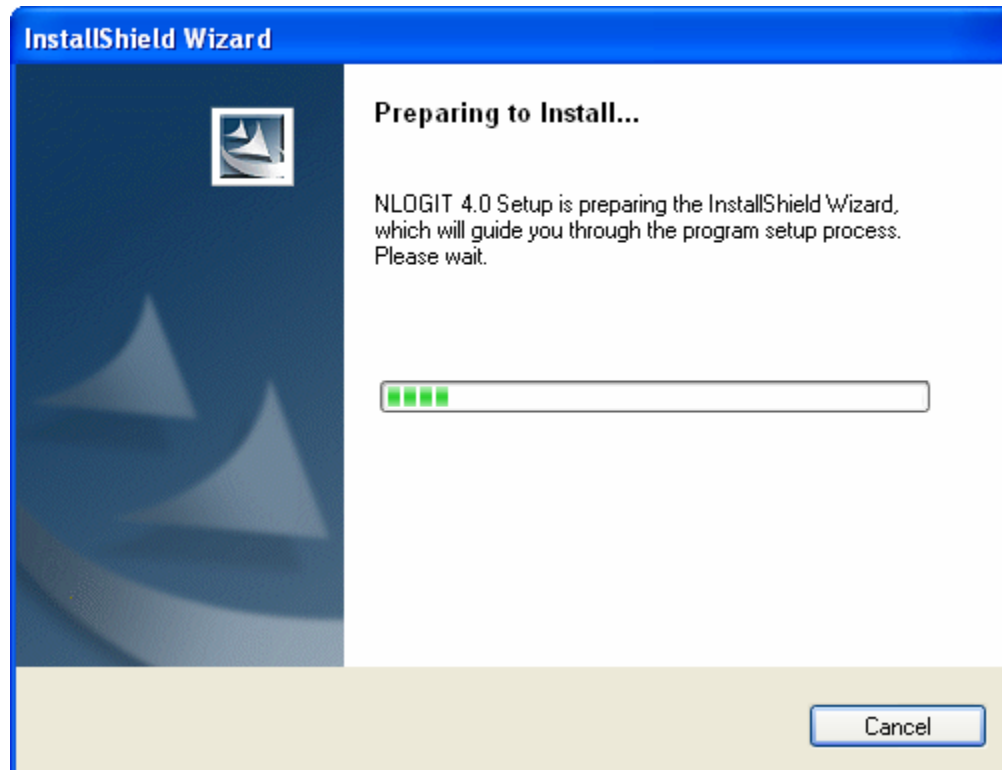 InstallShield Wizard
Preparing to Install...
NLOGIT 4.0 Setup is preparing the InstallShield Wizard,
which will guide you through the program setup process.
Please wait.
Cancel